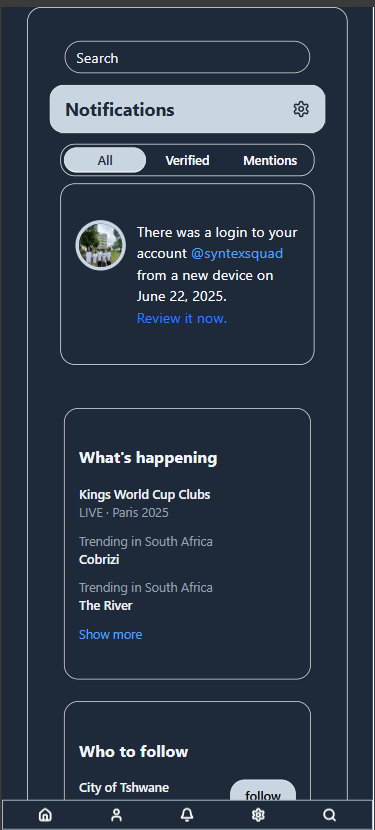 Search
Notifications
All Verified Mentions
There was a login to your
account @syntexsquad
from a new device on
June 22, 2025.
Review it now.
What's happening
Kings World Cup Clubs
LIVE · Paris 2025
Trending in South Africa
Cobrizi
Trending in South Africa
The River
Show more
Who to follow
City of Tshwane
follow